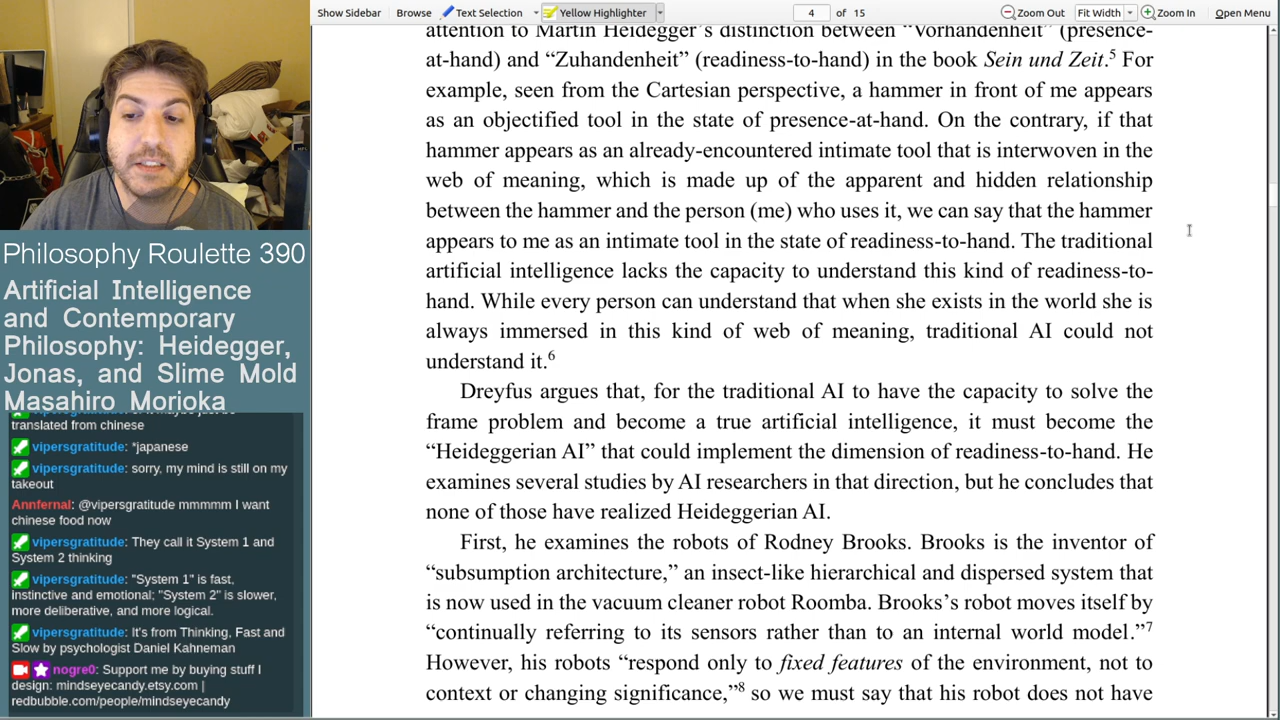 Show Sidebar Browse Text Selection Yellow Highlighter 4 of 15 Zoom Out Fit Width Zoom In Open Menu
attention to Martin Heidegger's distinction between "Vorhandenheit" (presence-
at-hand) and "Zuhandenheit" (readiness-to-hand) in the book Sein und Zeit.5 For
example, seen from the Cartesian perspective, a hammer in front of me appears
as an objectified tool in the state of presence-at-hand. On the contrary, if that
hammer appears as an already-encountered intimate tool that is interwoven in the
web of meaning, which is made up of the apparent and hidden relationship
between the hammer and the person (me) who uses it, we can say that the hammer
appears to me as an intimate tool in the state of readiness-to-hand. The traditional
artificial intelligence lacks the capacity to understand this kind of readiness-to-
hand. While every person can understand that when she exists in the world she is
always immersed in this kind of web of meaning, traditional AI could not
understand it.6
Dreyfus argues that, for the traditional AI to have the capacity to solve the
frame problem and become a true artificial intelligence, it must become the
"Heideggerian AI" that could implement the dimension of readiness-to-hand. He
examines several studies by AI researchers in that direction, but he concludes that
none of those have realized Heideggerian AI.
First, he examines the robots of Rodney Brooks. Brooks is the inventor of
"subsumption architecture," an insect-like hierarchical and dispersed system that
is now used in the vacuum cleaner robot Roomba. Brooks's robot moves itself by
"continually referring to its sensors rather than to an internal world model."7
However, his robots "respond only to fixed features of the environment, not to
context or changing significance,"8 so we must say that his robot does not have
Philosophy Roulette 390
Artificial Intelligence
and Contemporary
Philosophy: Heidegger,
Jonas, and Slime Mold
Masahiro Morioka
translated from chinese
vipersgratitude: *japanese
vipersgratitude: sorry, my mind is still on my
takeout
Annfernal: @vipersgratitude mmmmm I want
chinese food now
vipersgratitude: They call it System 1 and
System 2 thinking
vipersgratitude: "System 1" is fast,
instinctive and emotional; "System 2" is slower,
more deliberative, and more logical.
vipersgratitude: It's from Thinking, Fast and
Slow by psychologist Daniel Kahneman
nogre0: Support me by buying stuff I
design: mindseyecandy.etsy.com |
redbubble.com/people/mindseyecandy